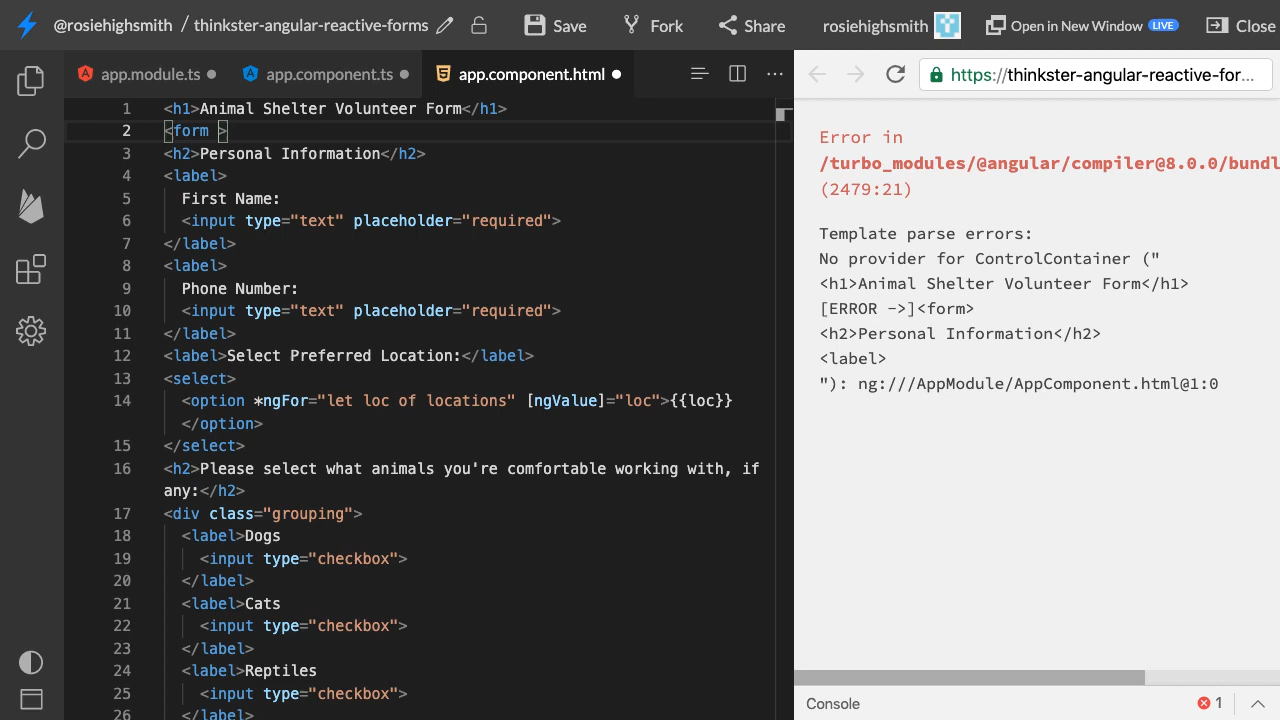 @rosiehighsmith / thinkster-angular-reactive-forms Save Fork Share rosiehighsmith Open in New Window LIVE Close
app.module.ts app.component.ts app.component.html ...
https://thinkster-angular-reactive-for...
1 <h1>Animal Shelter Volunteer Form</h1>
2 <form >
3 <h2>Personal Information</h2>
4 <label>
5 First Name:
6 <input type="text" placeholder="required">
7 </label>
8 <label>
9 Phone Number:
10 <input type="text" placeholder="required">
11 </label>
12 <label>Select Preferred Location:</label>
13 <select>
14 <option *ngFor="let loc of locations" [ngValue]="loc">{{loc}}
</option>
15 </select>
16 <h2>Please select what animals you're comfortable working with, if
any:</h2>
17 <div class="grouping">
18 <label>Dogs
19 <input type="checkbox">
20 </label>
21 <label>Cats
22 <input type="checkbox">
23 </label>
24 <label>Reptiles
25 <input type="checkbox">
26 </label>
Error in
/turbo_modules/@angular/compiler@8.0.0/bundl
(2479:21)
Template parse errors:
No provider for ControlContainer ("
<h1>Animal Shelter Volunteer Form</h1>
[ERROR ->]<form>
<h2>Personal Information</h2>
<label>
"): ng:///AppModule/AppComponent.html@1:0
Console 1